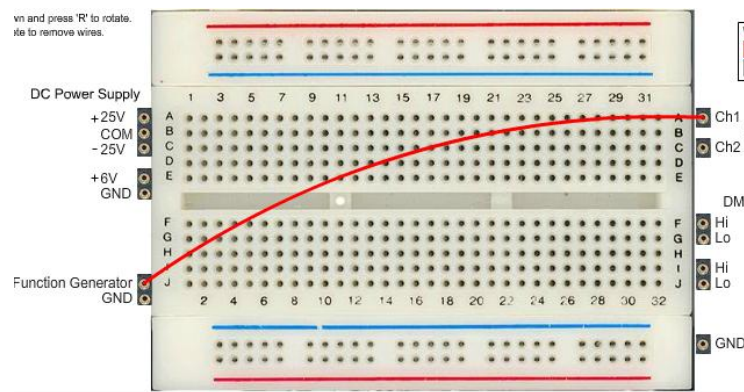 and press 'R' to rotate.
to remove wires.
DC Power Supply
+25V
COM
-25V
+6V
GND
Function Generator
GND
1 3 5 7 9 11 13 15 17 19 21 23 25 27 29 31
A
B
C
D
E
F
G
H
I
J
A
B
C
D
E
F
G
H
I
J
2 4 6 8 10 12 14 16 18 20 22 24 26 28 30 32
Ch1
Ch2
DM
Hi
Lo
Hi
Lo
GND